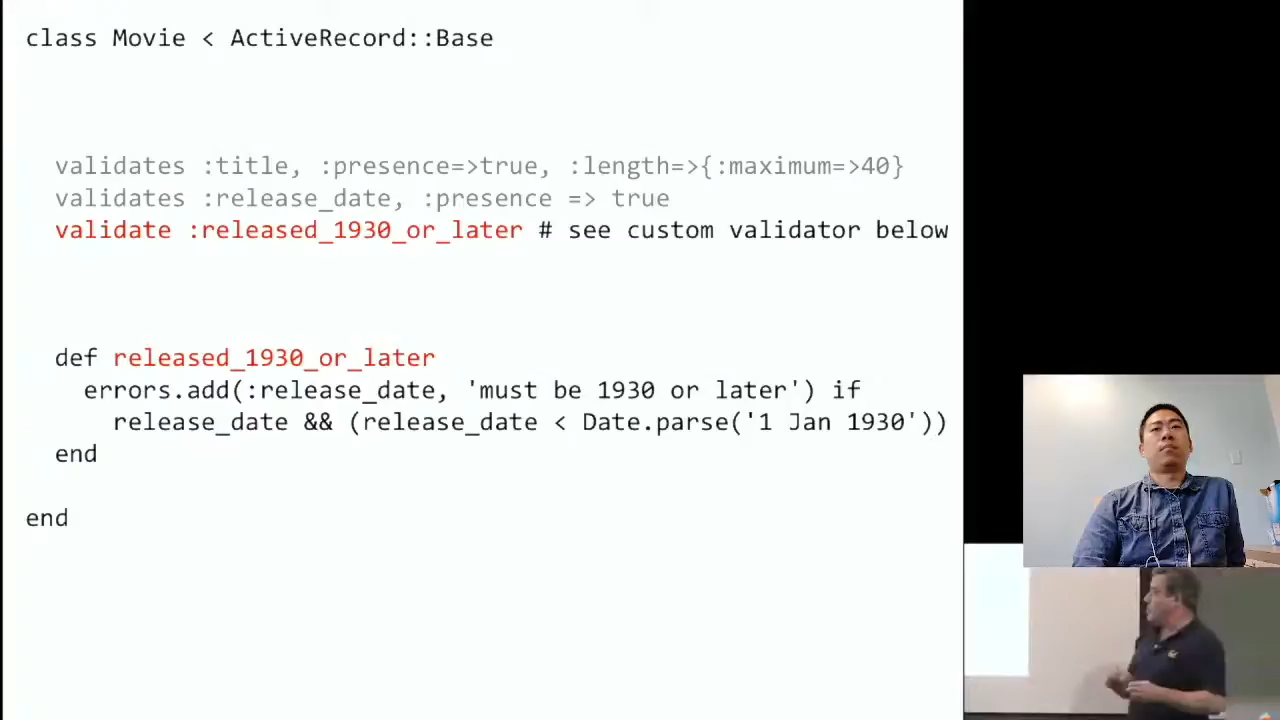 class Movie < ActiveRecord::Base
validates :title, :presence=>true, :length=>{:maximum=>40}
validates :release_date, :presence => true
validate :released_1930_or_later # see custom validator below
def released_1930_or_later
errors.add(:release_date, 'must be 1930 or later') if
release_date && (release_date < Date.parse('1 Jan 1930'))
end
end